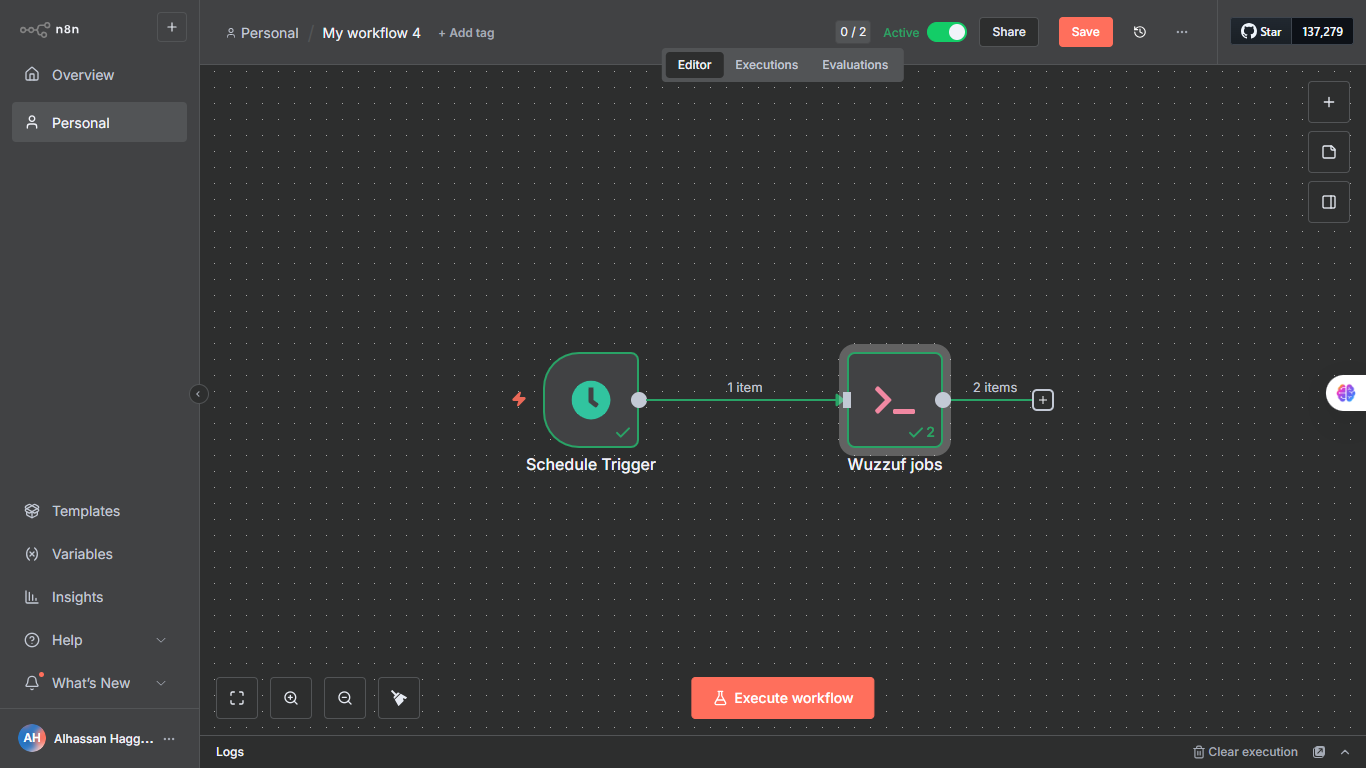 n8n
Personal / My workflow 4 + Add tag
0 / 2 Active Share Save Star 137,279
Editor Executions Evaluations
Overview
Personal
1 item
2 items
2
Schedule Trigger
Wuzzuf jobs
Templates
Variables
Insights
Help
What's New
Execute workflow
AH Alhassan Hagg...
Logs
Clear execution